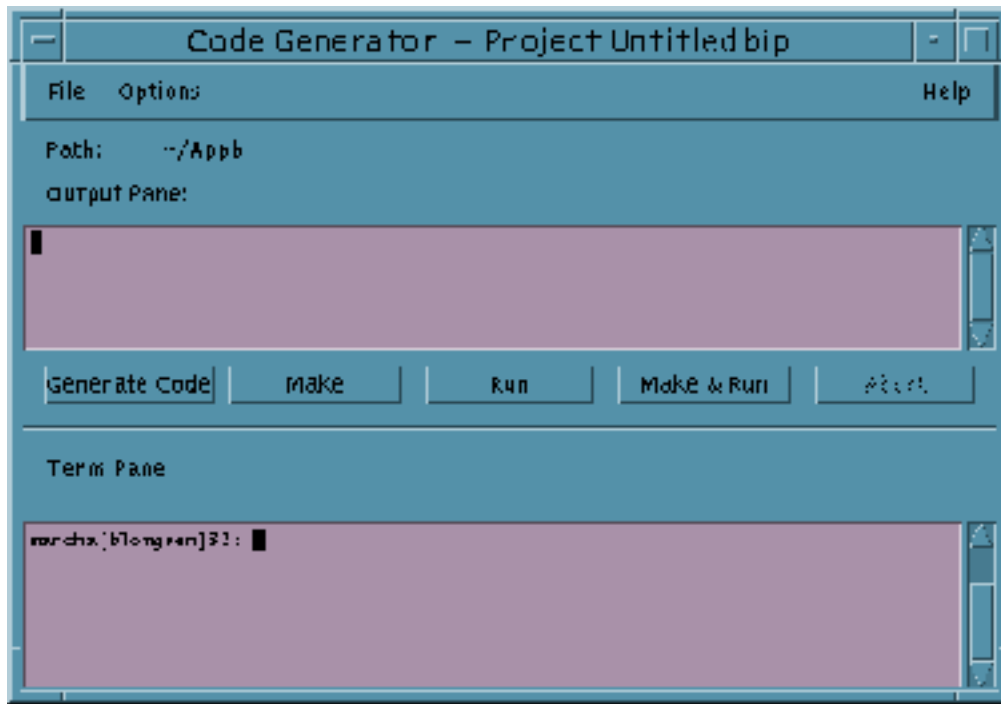 Code Generator – Project Untitled bip
File Options Help
Path: ~/Appb
Output Pane:
Generate Code Make Run Make & Run Abort
Term Pane